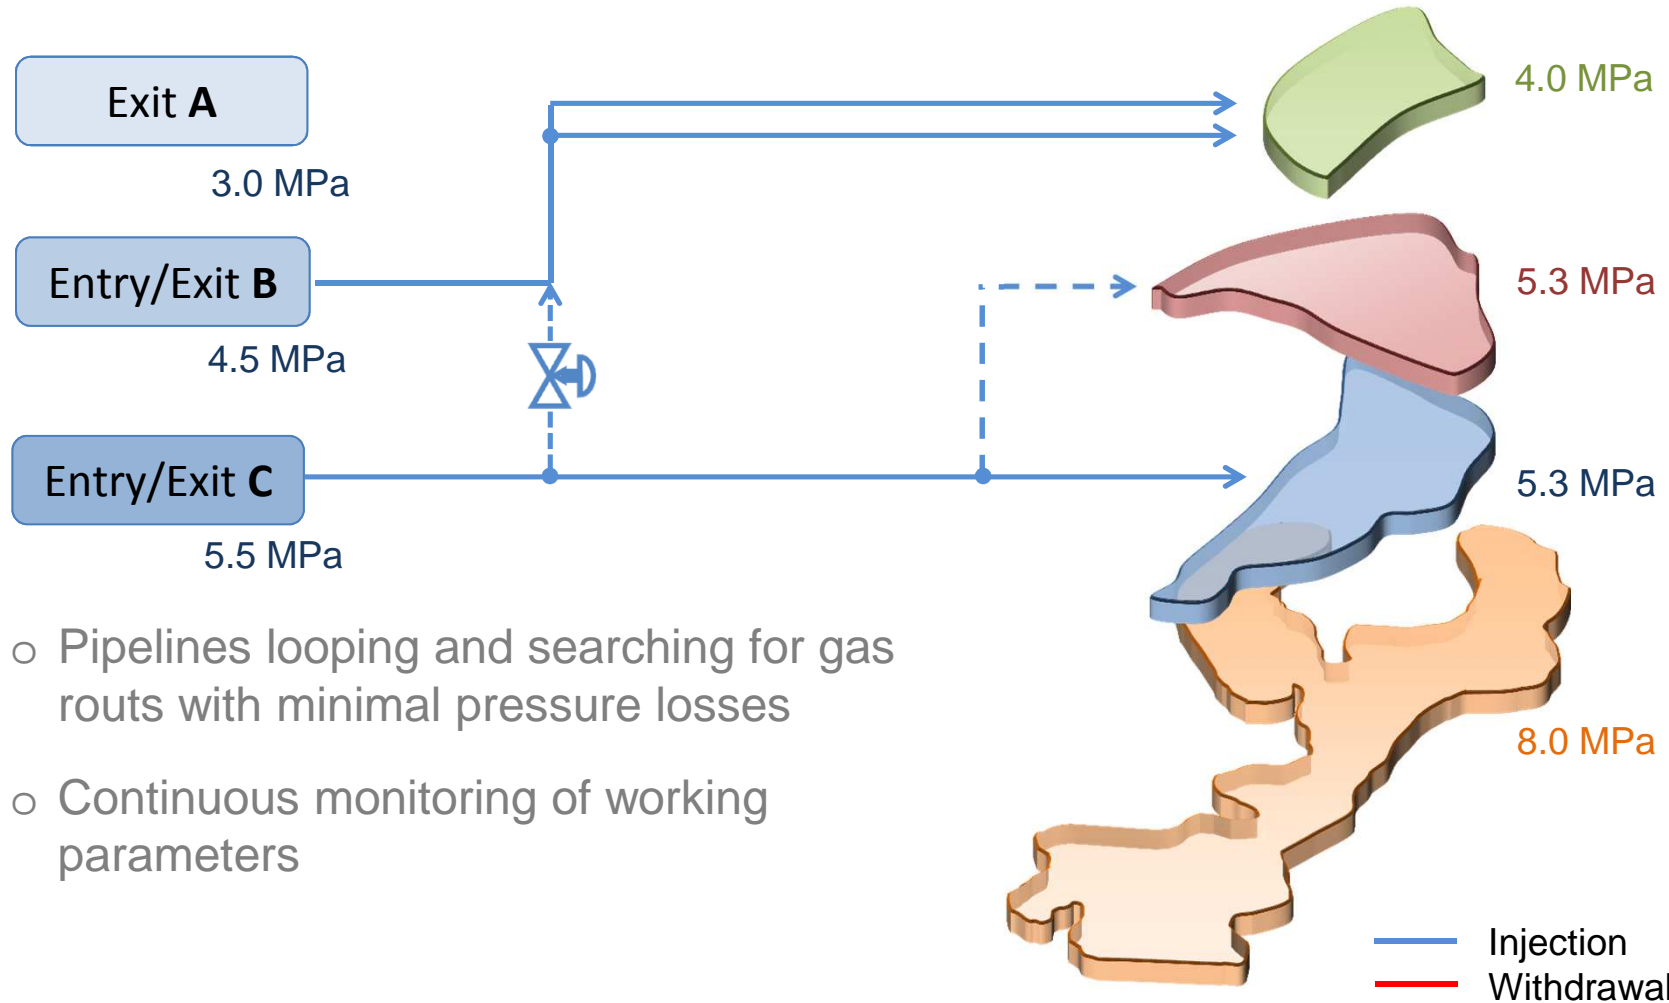 Exit A
3.0 MPa
4.0 MPa
Entry/Exit B
4.5 MPa
5.3 MPa
Entry/Exit C
5.5 MPa
5.3 MPa
o Pipelines looping and searching for gas
routs with minimal pressure losses
8.0 MPa
o Continuous monitoring of working
parameters
Injection
Withdrawal